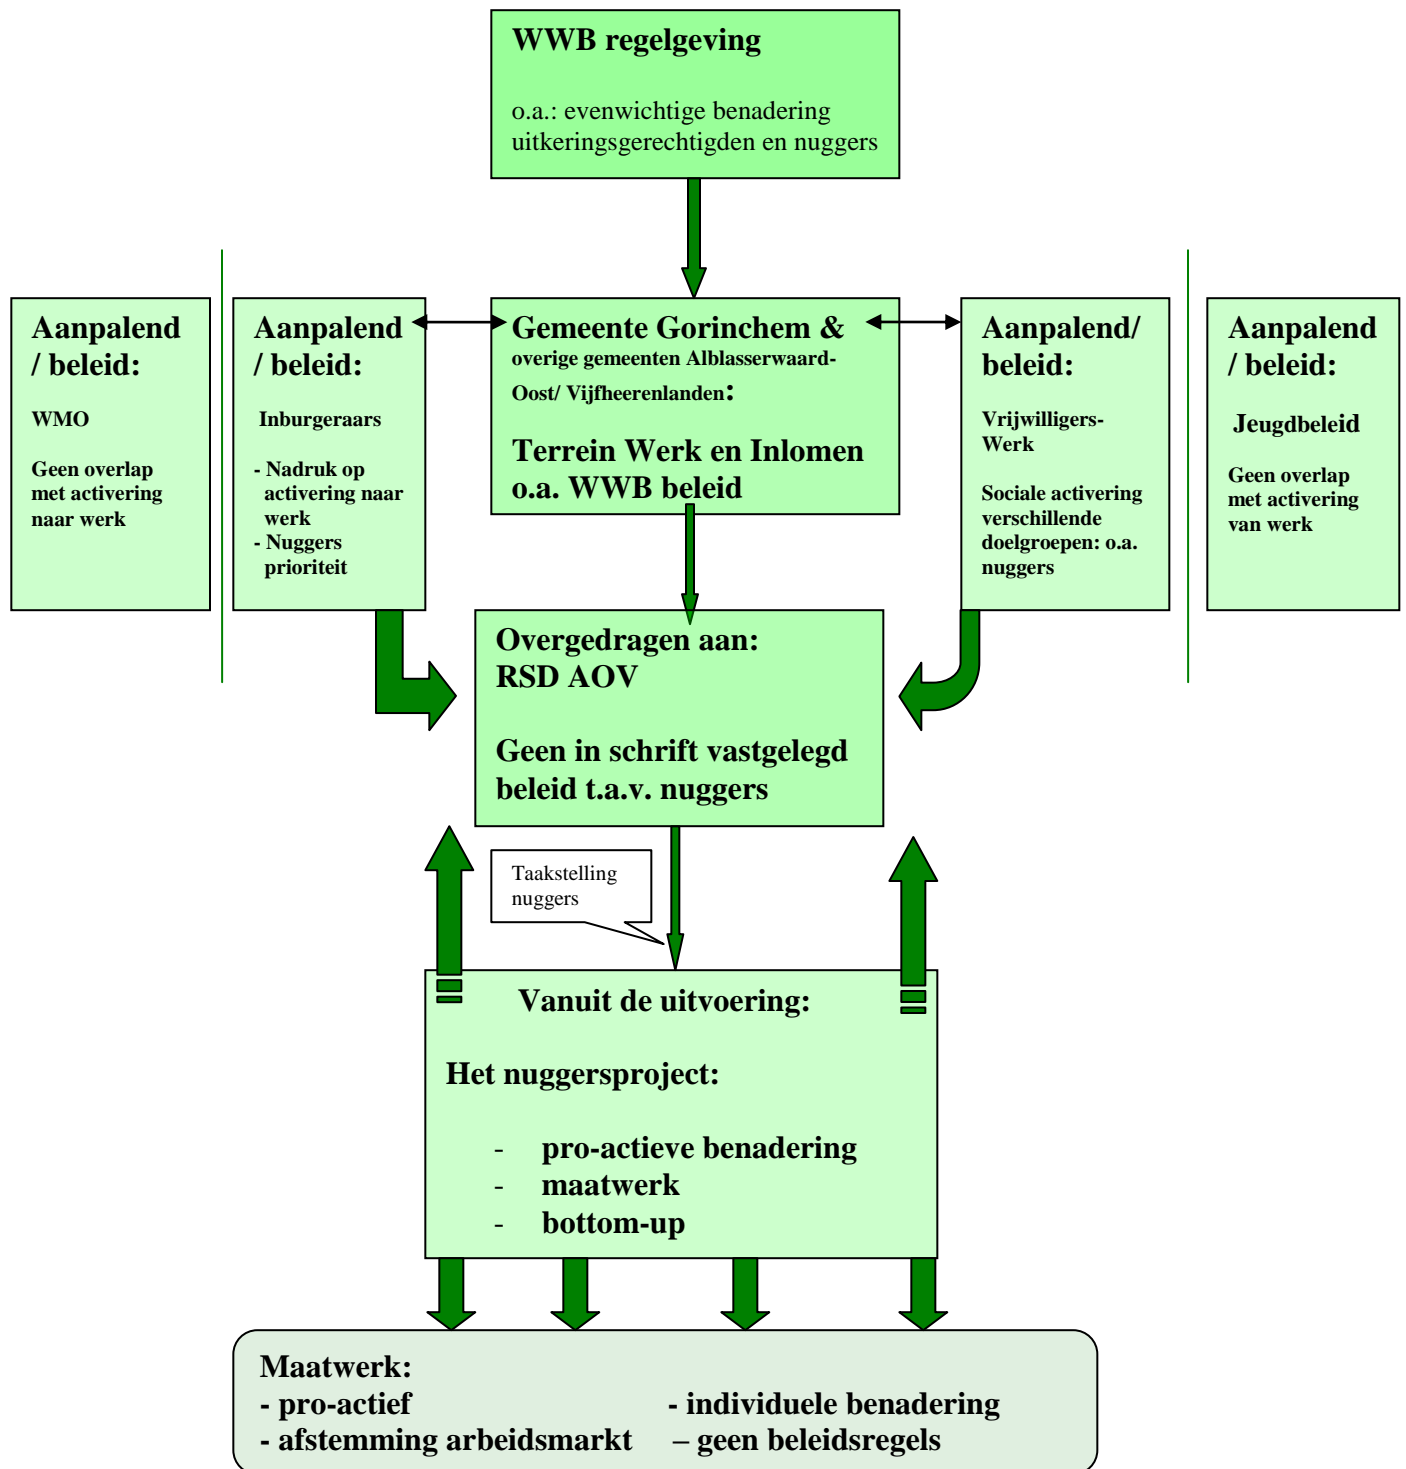 WWB regelgeving
o.a.: evenwichtige benadering
uitkeringsgerechtigden en nuggers
Aanpalend
/ beleid:
WMO
Geen overlap
met activering
naar werk
Aanpalend
/ beleid:
Inburgeraars
- Nadruk op
activering naar
werk
- Nuggers
prioriteit
Gemeente Gorinchem &
overige gemeenten Alblasserwaard-
Oost/ Vijfheerenlanden:
Terrein Werk en Inlomen
o.a. WWB beleid
Aanpalend/
beleid:
Vrijwilligers-
Werk
Sociale activering
verschillende
doelgroepen: o.a.
nuggers
Aanpalend
/ beleid:
Jeugdbeleid
Geen overlap
met activering
van werk
Overgedragen aan:
RSD AOV
Geen in schrift vastgelegd
beleid t.a.v. nuggers
Taakstelling
nuggers
Vanuit de uitvoering:
Het nuggersproject:
- pro-actieve benadering
- maatwerk
- bottom-up
Maatwerk:
- pro-actief - individuele benadering
- afstemming arbeidsmarkt – geen beleidsregels